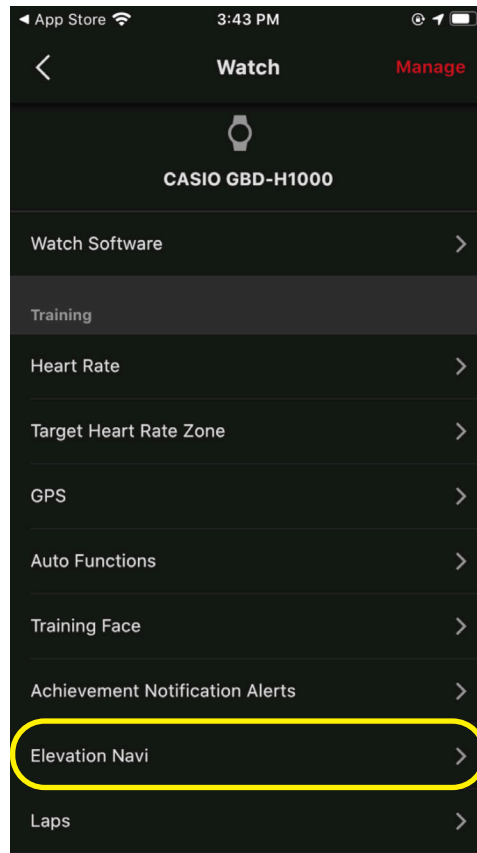 App Store 3:43 PM
Watch Manage
CASIO GBD-H1000
Watch Software
Training
Heart Rate
Target Heart Rate Zone
GPS
Auto Functions
Training Face
Achievement Notification Alerts
Elevation Navi
Laps